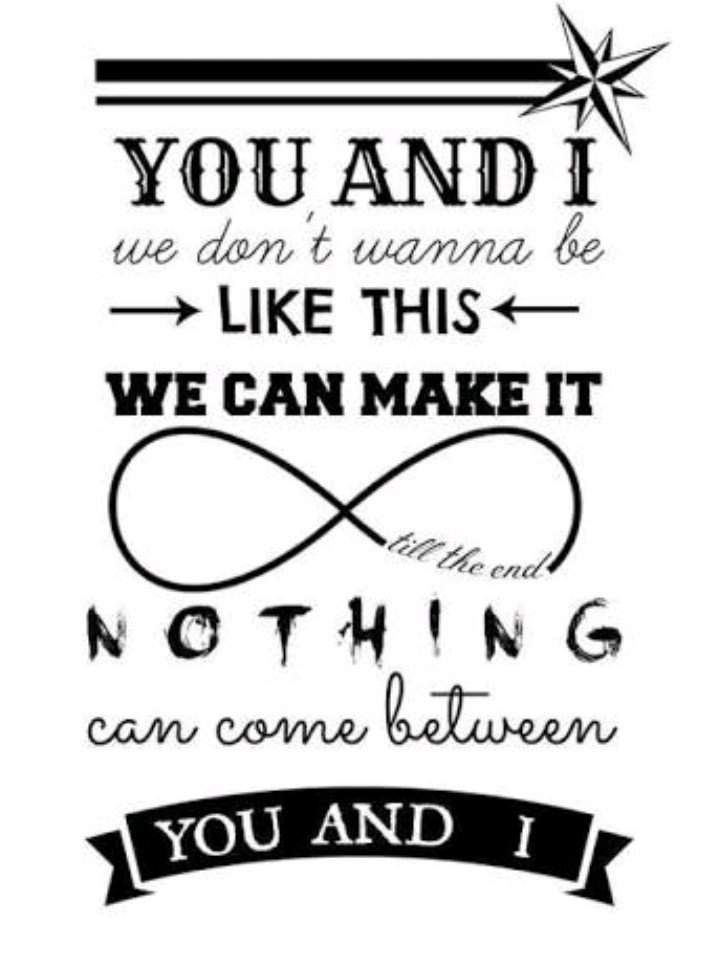 YOU AND I
we don't wanna be
LIKE THIS
WE CAN MAKE IT
till the end
NOTHING
can come between
YOU AND I